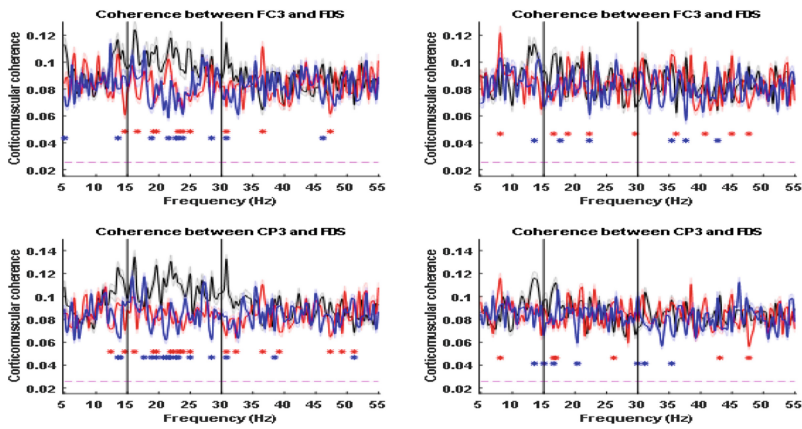 Coherence between FC3 and FDS
Corticomuscular coherence
0.12
0.1
0.08
0.06
0.04
0.02
5 10 15 20 25 30 35 40 45 50 55
Frequency (Hz)
Coherence between FC3 and FDS
Corticomuscular coherence
0.12
0.1
0.08
0.06
0.04
0.02
5 10 15 20 25 30 35 40 45 50 55
Frequency (Hz)
Coherence between CP3 and FDS
Corticomuscular coherence
0.14
0.12
0.1
0.08
0.06
0.04
0.02
5 10 15 20 25 30 35 40 45 50 55
Frequency (Hz)
Coherence between CP3 and FDS
Corticomuscular coherence
0.14
0.12
0.1
0.08
0.06
0.04
0.02
5 10 15 20 25 30 35 40 45 50 55
Frequency (Hz)